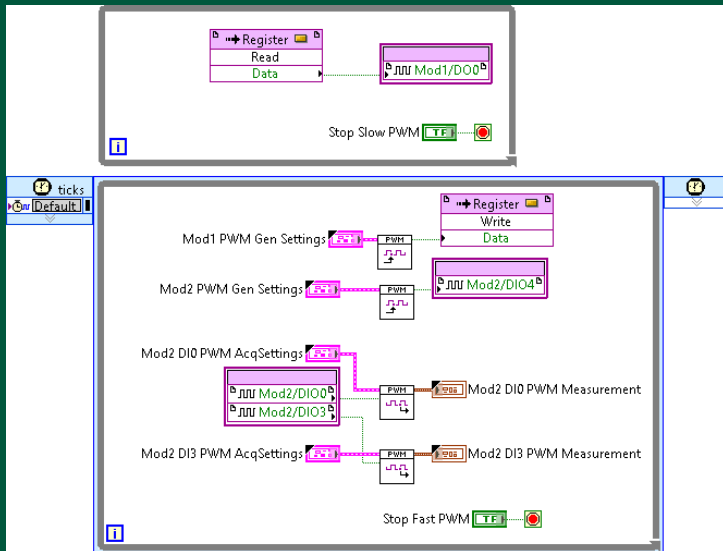 Register
Read
Data
Mod1/DO0
Stop Slow PWM
TF
i
ticks
Default
Register
Write
Data
Mod1 PWM Gen Settings
PWM
Mod2 PWM Gen Settings
PWM
Mod2/DIO4
Mod2 DI0 PWM AcqSettings
PWM
Mod2 DI0 PWM Measurement
Mod2/DIO0
Mod2/DIO3
Mod2 DI3 PWM AcqSettings
PWM
Mod2 DI3 PWM Measurement
Stop Fast PWM
TF
i